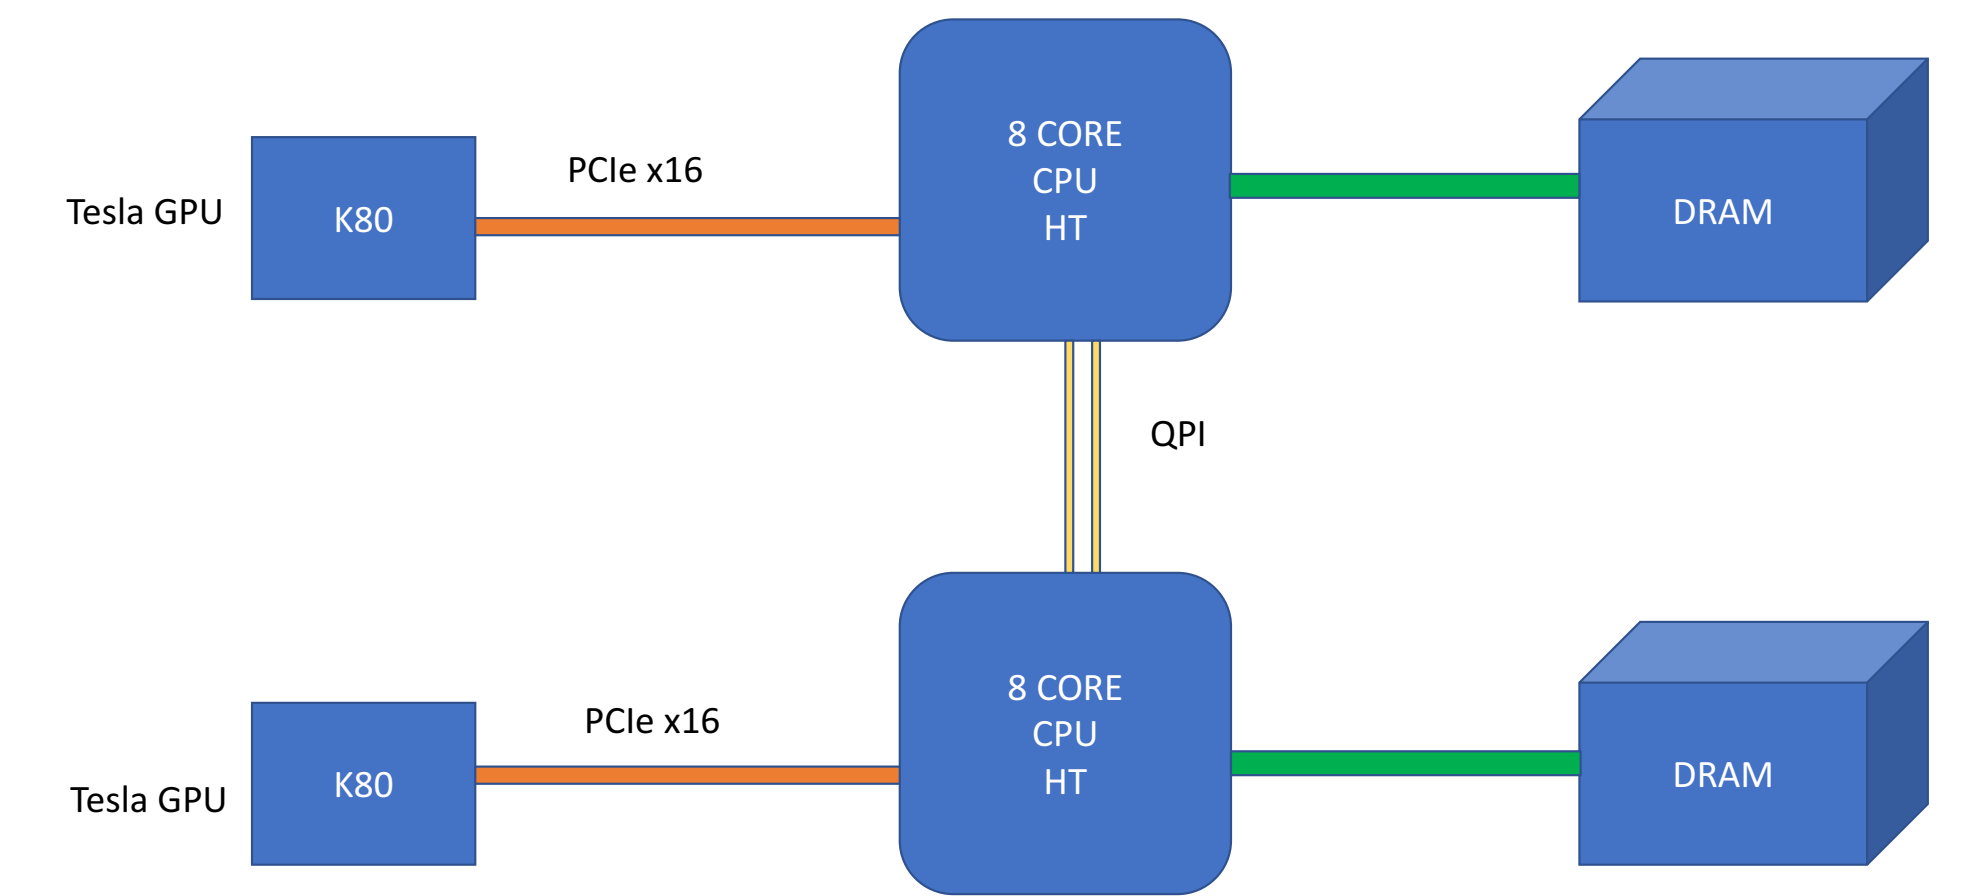 Tesla GPU
K80
PCIe x16
8 CORE
CPU
HT
DRAM
QPI
Tesla GPU
K80
PCIe x16
8 CORE
CPU
HT
DRAM